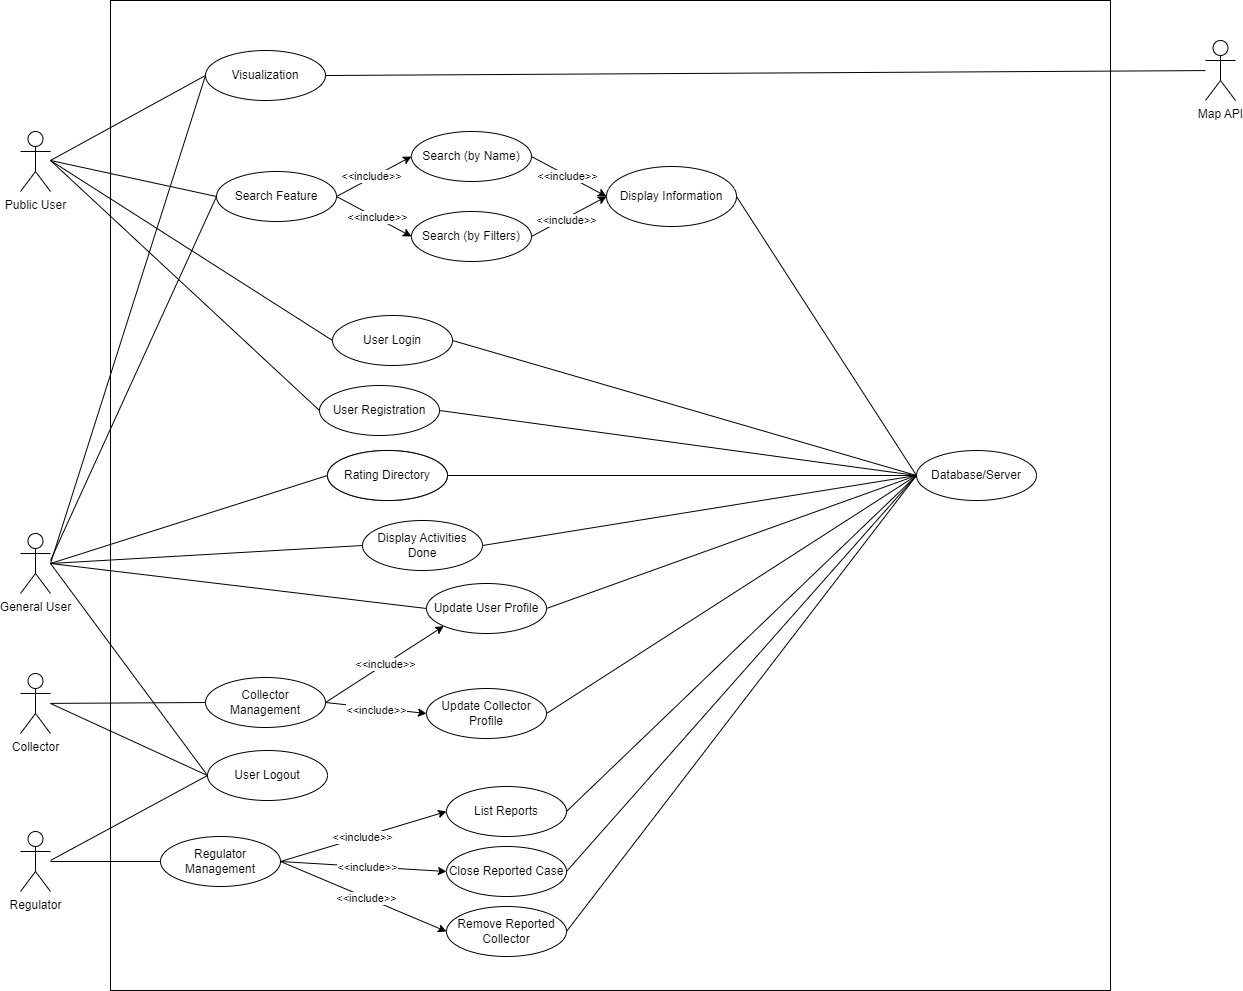 Visualization
Map API
Public User
Search Feature
<<include>>
Search (by Name)
<<include>>
<<include>>
Search (by Filters)
<<include>>
Display Information
User Login
User Registration
Rating Directory
Database/Server
Display Activities
Done
General User
Update User Profile
<<include>>
Collector
Management
<<include>>
Update Collector
Profile
Collector
User Logout
List Reports
<<include>>
Regulator
Management
<<include>>
Close Reported Case
<<include>>
Regulator
Remove Reported
Collector